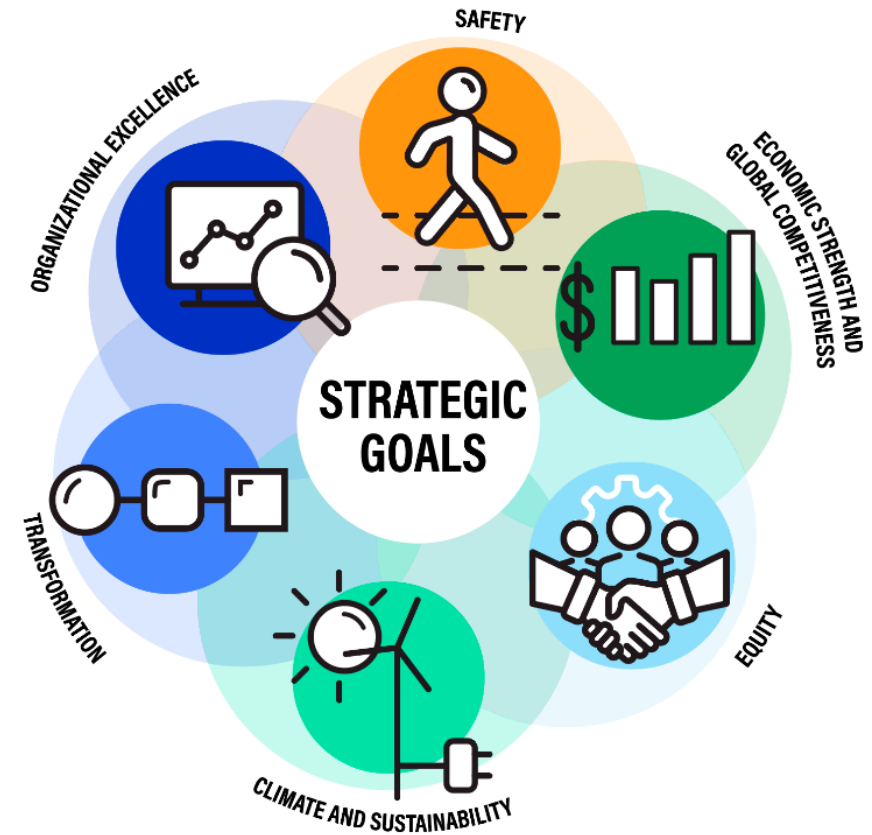 SAFETY
ECONOMIC STRENGTH AND
GLOBAL COMPETITIVENESS
EQUITY
CLIMATE AND SUSTAINABILITY
TRANSFORMATION
ORGANIZATIONAL EXCELLENCE
STRATEGIC
GOALS
$